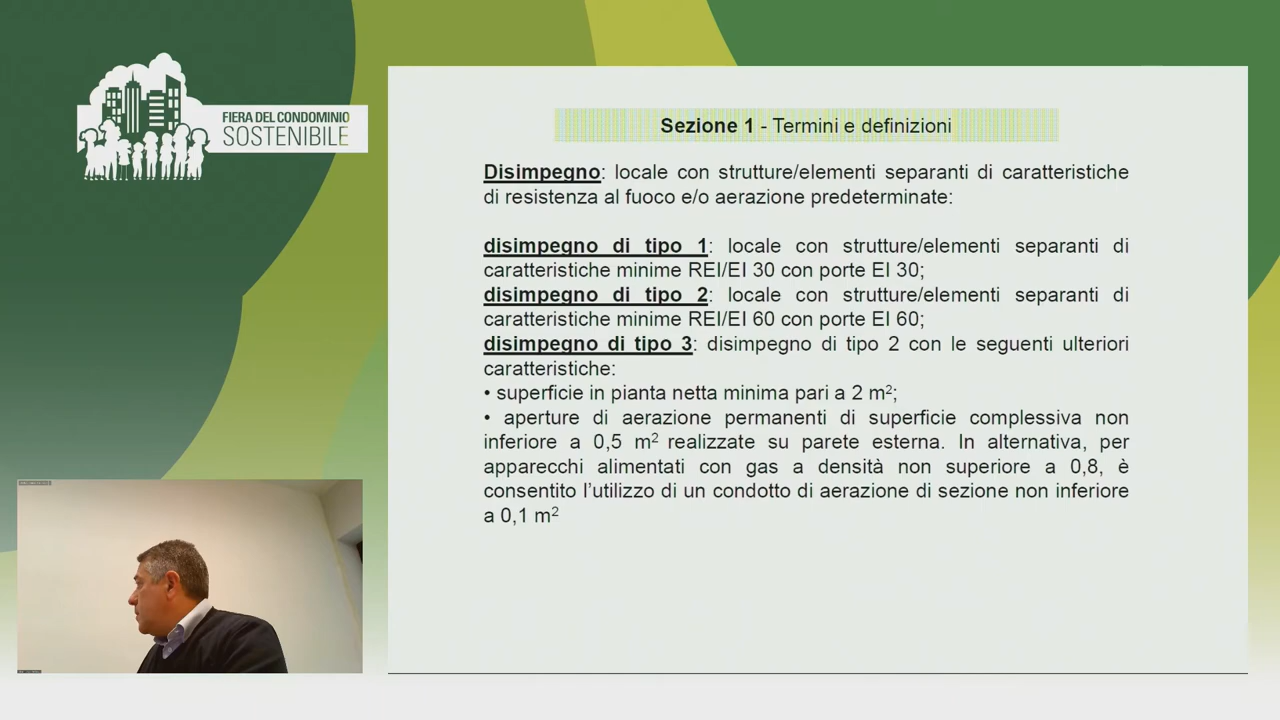 FIERA DEL CONDOMINIO
SOSTENIBILE
Sezione 1 - Termini e definizioni
Disimpegno: locale con strutture/elementi separanti di caratteristiche
di resistenza al fuoco e/o aerazione predeterminate:
disimpegno di tipo 1: locale con strutture/elementi separanti di
caratteristiche minime REI/EI 30 con porte EI 30;
disimpegno di tipo 2: locale con strutture/elementi separanti di
caratteristiche minime REI/EI 60 con porte EI 60;
disimpegno di tipo 3: disimpegno di tipo 2 con le seguenti ulteriori
caratteristiche:
• superficie in pianta netta minima pari a 2 m²;
• aperture di aerazione permanenti di superficie complessiva non
inferiore a 0,5 m² realizzate su parete esterna. In alternativa, per
apparecchi alimentati con gas a densità non superiore a 0,8, è
consentito l’utilizzo di un condotto di aerazione di sezione non inferiore
a 0,1 m²